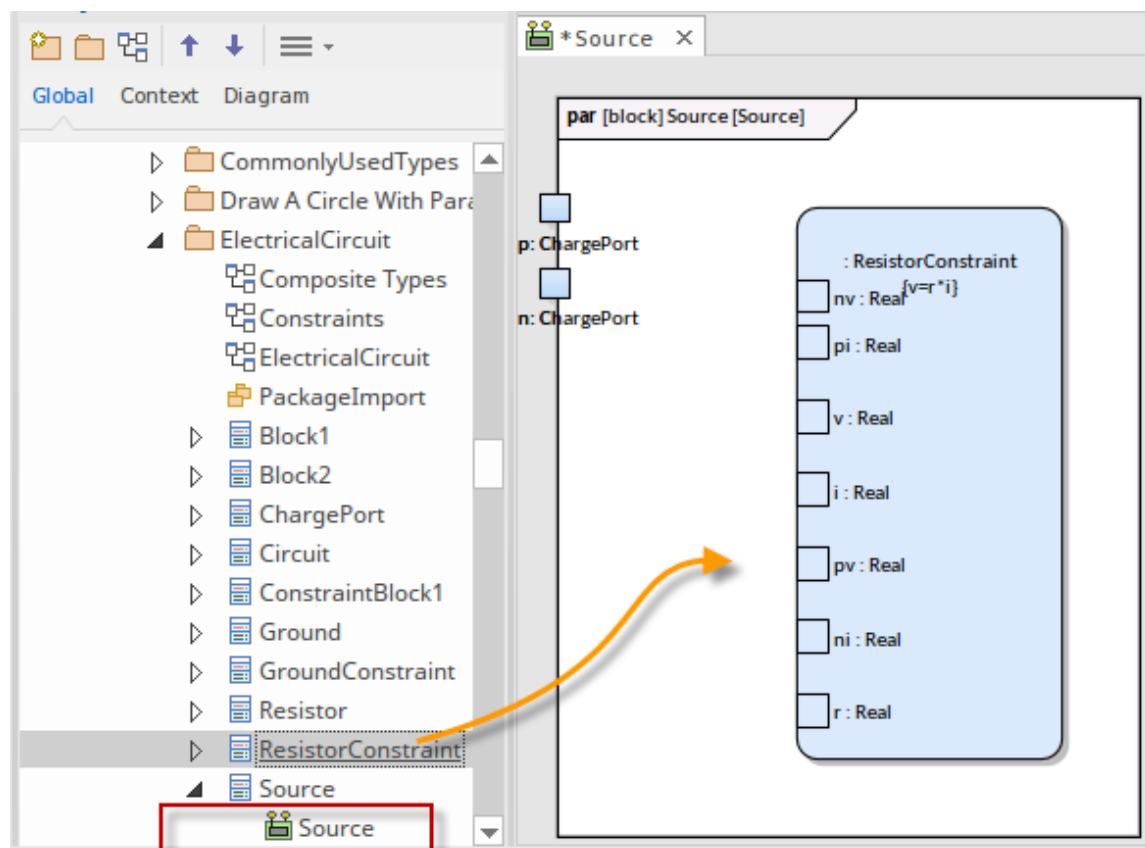 Global Context Diagram
CommonlyUsedTypes
Draw A Circle With Para
ElectricalCircuit
Composite Types
Constraints
ElectricalCircuit
PackageImport
Block1
Block2
ChargePort
Circuit
ConstraintBlock1
Ground
GroundConstraint
Resistor
ResistorConstraint
Source
Source
*Source
par [block] Source [Source]
p: ChargePort
n: ChargePort
: ResistorConstraint
{v=r*i}
nv : Real
pi : Real
v : Real
i : Real
pv : Real
ni : Real
r : Real